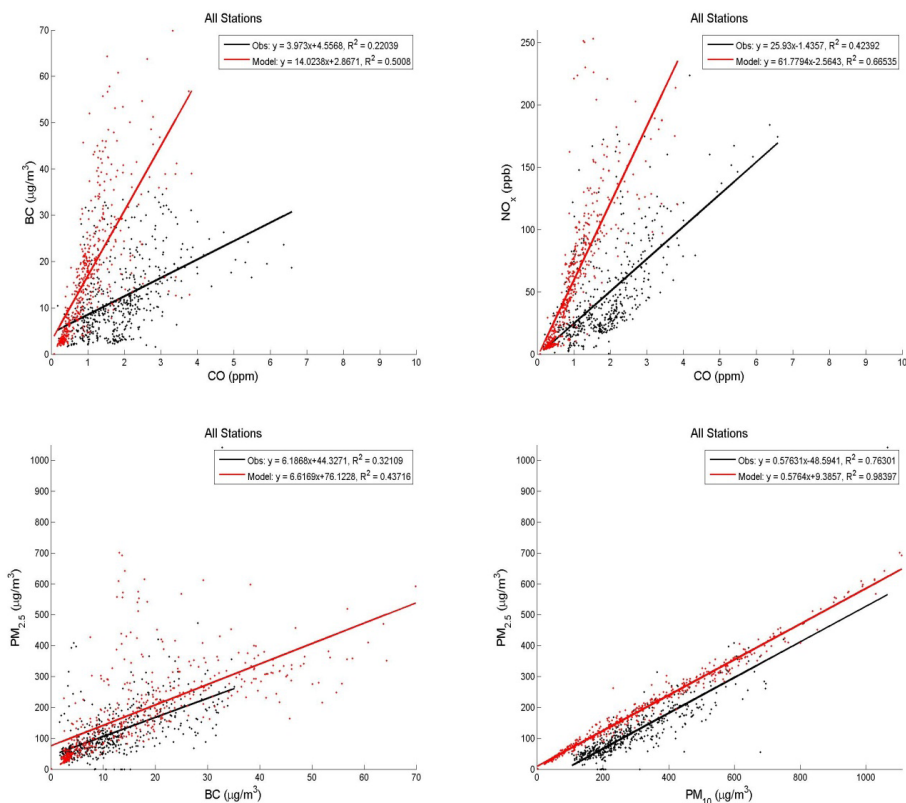 All Stations
Obs: y = 3.973x+4.5568, R² = 0.22039
Model: y = 14.0238x+2.8671, R² = 0.5008
70
60
50
40
30
20
10
0
BC (μg/m³)
0 1 2 3 4 5 6 7 8 9 10
CO (ppm)
All Stations
Obs: y = 25.93x-1.4357, R² = 0.42392
Model: y = 61.7794x-2.5643, R² = 0.66535
250
200
150
100
50
0
NOₓ (ppb)
0 1 2 3 4 5 6 7 8 9 10
CO (ppm)
All Stations
Obs: y = 6.1868x+44.3271, R² = 0.32109
Model: y = 6.6169x+76.1228, R² = 0.43716
1000
900
800
700
600
500
400
300
200
100
0
PM₂.₅ (μg/m³)
0 10 20 30 40 50 60 70
BC (μg/m³)
All Stations
Obs: y = 0.57631x-48.5941, R² = 0.76301
Model: y = 0.5764x+9.3857, R² = 0.98397
1000
900
800
700
600
500
400
300
200
100
0
PM₂.₅ (μg/m³)
0 200 400 600 800 1000
PM₁₀ (μg/m³)